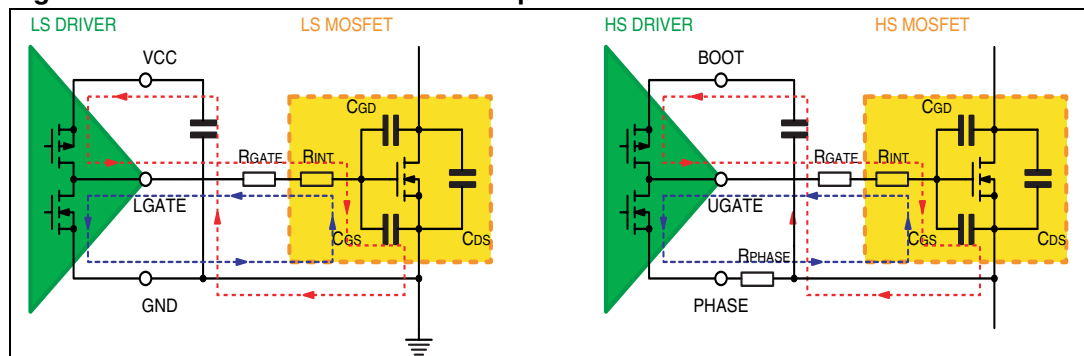 LS DRIVER
LS MOSFET
VCC
CGD
RGATE
RINT
LGATE
CGS
CDS
GND
HS DRIVER
HS MOSFET
BOOT
CGD
RGATE
RINT
UGATE
CGS
CDS
RPHASE
PHASE